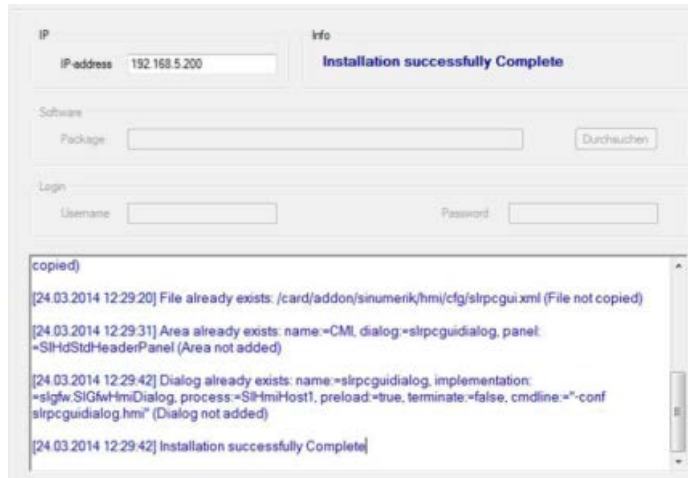 IP
IP-address 192.168.5.200
Info
Installation successfully Complete
Software
Package Durchsuchen
Login
Username Password
copied)
[24.03.2014 12:29:20] File already exists: /card/addon/sinumerik/hmi/cfg/slrpcgui.xml (File not copied)
[24.03.2014 12:29:31] Area already exists: name:=CMI, dialog:=slrpcguidialog, panel:
=SlHdStdHeaderPanel (Area not added)
[24.03.2014 12:29:42] Dialog already exists: name:=slrpcguidialog, implementation:
=slgfw.SlGfwHmiDialog, process:=SlHmiHost1, preload:=true, terminate:=false, cmdline:="-conf
slrpcguidialog.hmi" (Dialog not added)
[24.03.2014 12:29:42] Installation successfully Complete